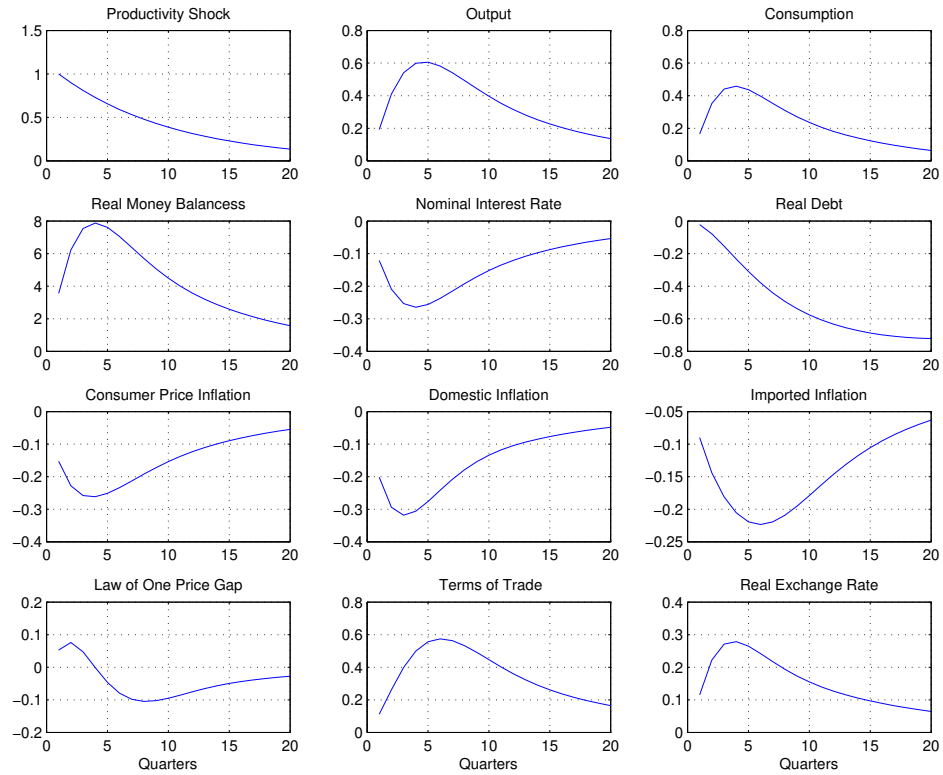 Productivity Shock
Output
Consumption
1.5
1
0.5
0
0 5 10 15 20
0.8
0.6
0.4
0.2
0
0 5 10 15 20
0.8
0.6
0.4
0.2
0
0 5 10 15 20
Real Money Balancess
Nominal Interest Rate
Real Debt
8
6
4
2
0
0 5 10 15 20
0
−0.1
−0.2
−0.3
−0.4
0 5 10 15 20
0
−0.2
−0.4
−0.6
−0.8
0 5 10 15 20
Consumer Price Inflation
Domestic Inflation
Imported Inflation
0
−0.1
−0.2
−0.3
−0.4
0 5 10 15 20
0
−0.1
−0.2
−0.3
−0.4
0 5 10 15 20
−0.05
−0.1
−0.15
−0.2
−0.25
0 5 10 15 20
Law of One Price Gap
Terms of Trade
Real Exchange Rate
0.2
0.1
0
−0.1
−0.2
0 5 10 15 20
Quarters
0.8
0.6
0.4
0.2
0
0 5 10 15 20
Quarters
0.4
0.3
0.2
0.1
0
0 5 10 15 20
Quarters